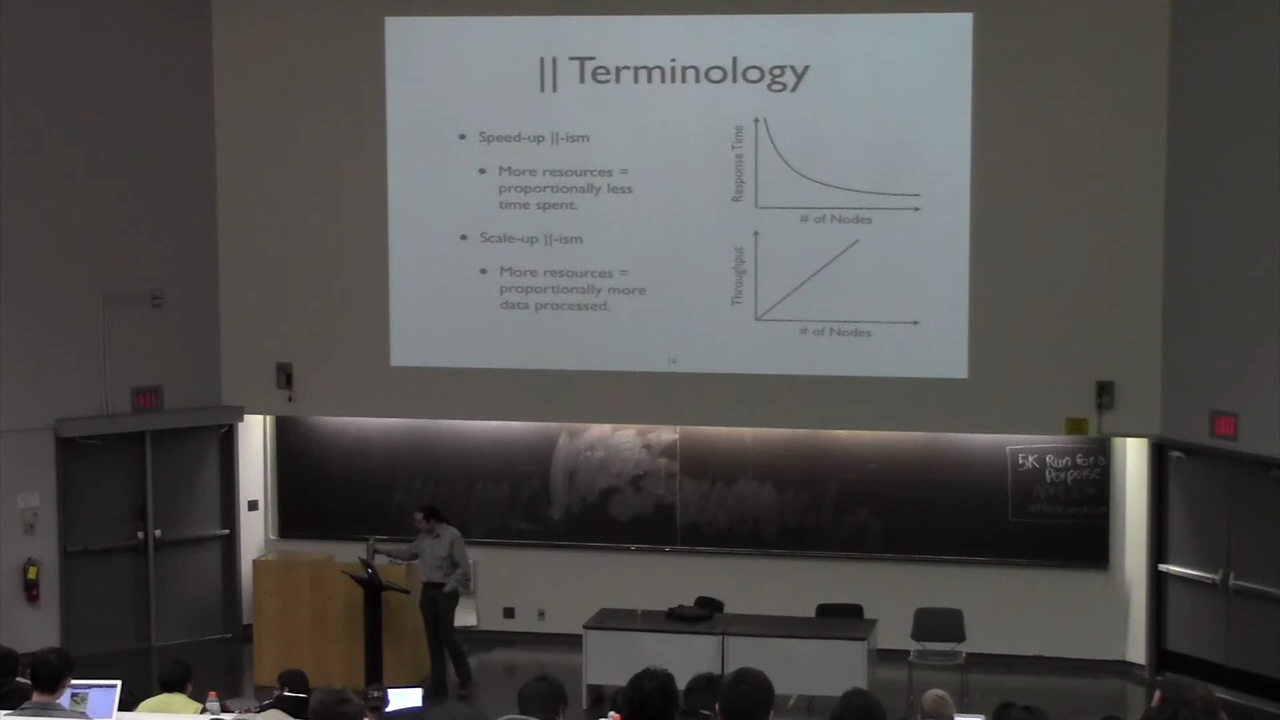 || Terminology
• Speed-up ||-ism
• More resources =
proportionally less
time spent.
• Scale-up ||-ism
• More resources =
proportionally more
data processed.
Response Time
# of Nodes
Throughput
# of Nodes
5K Run for a
Porpoise